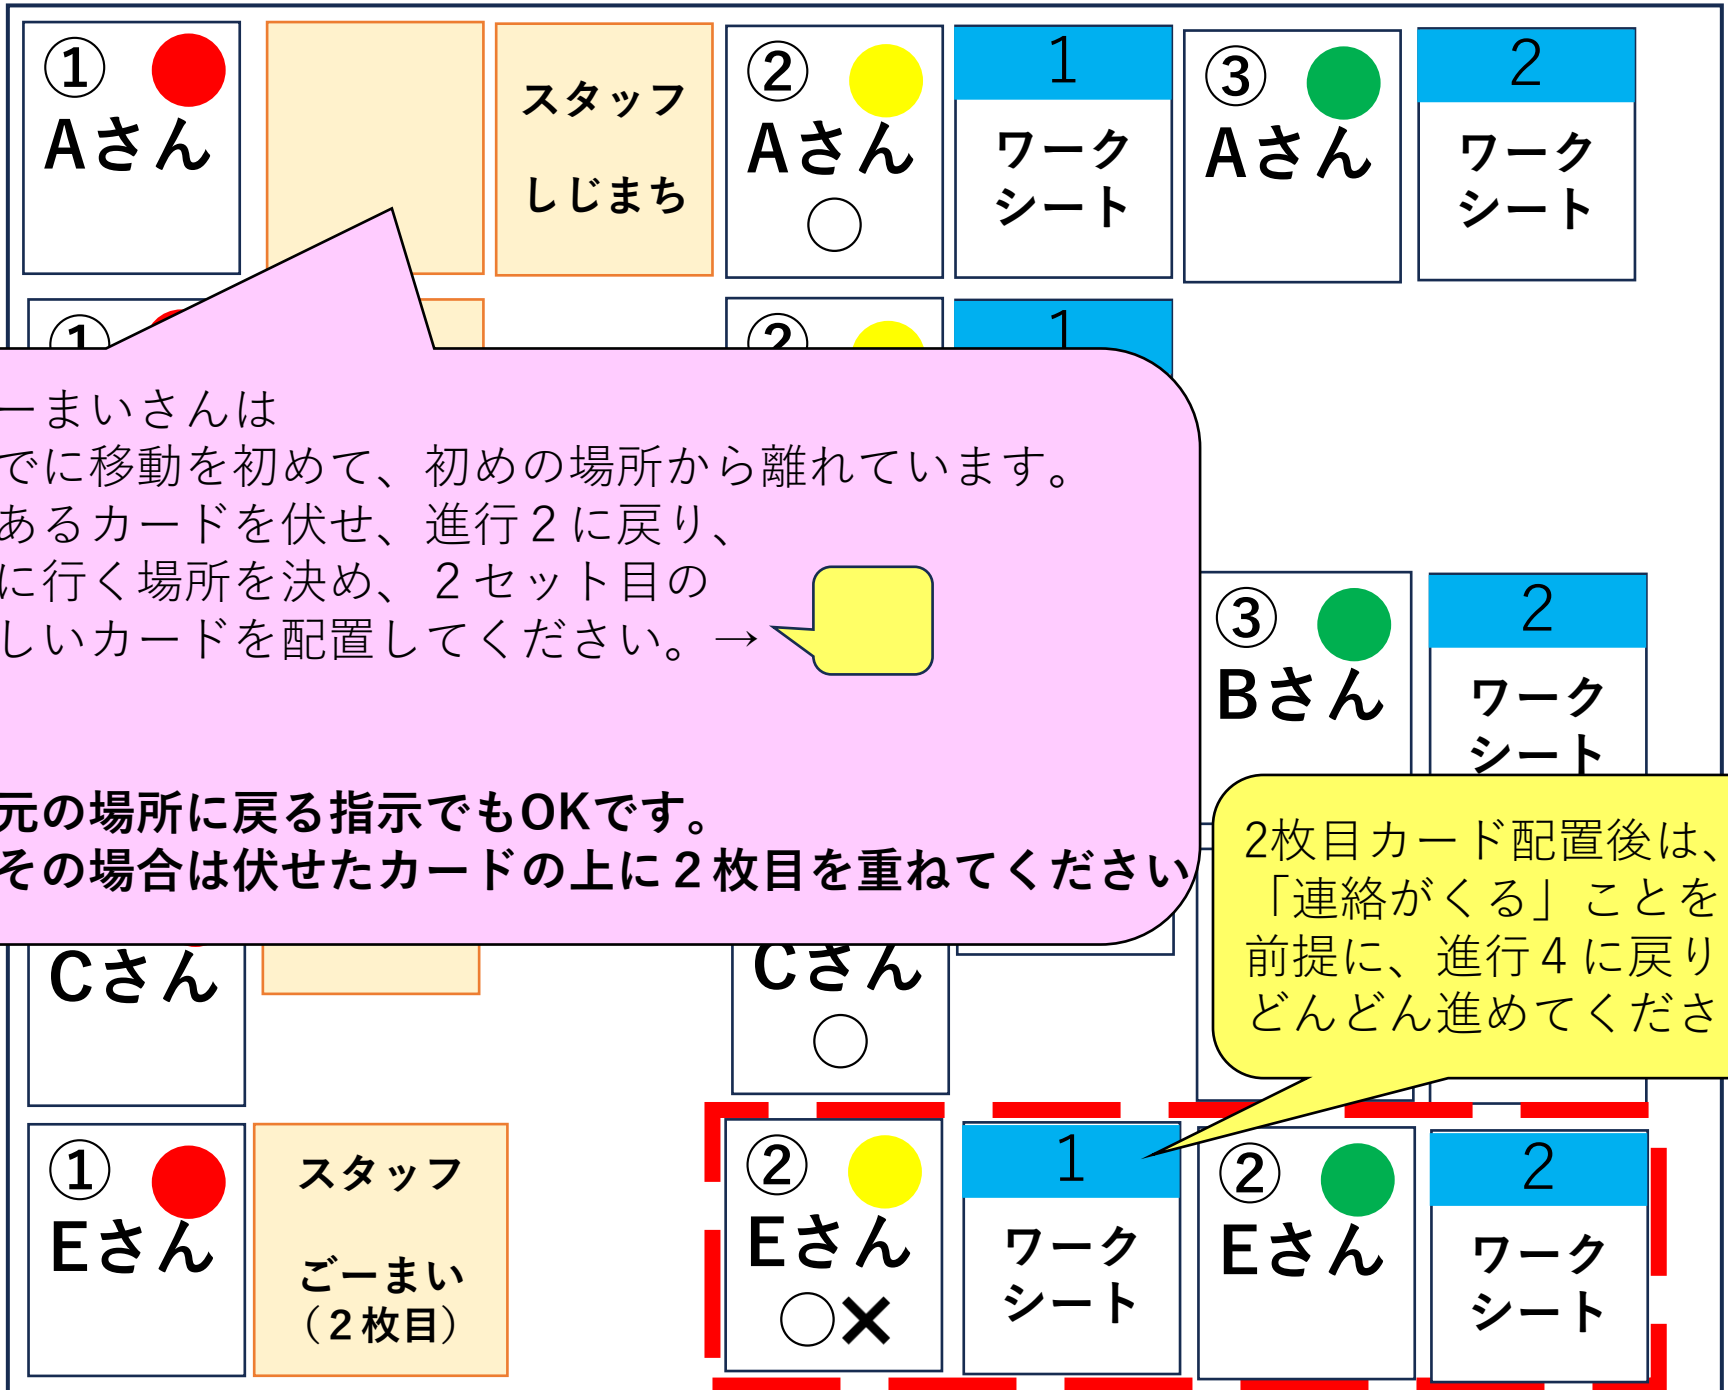 ①
Aさん
スタッフ
しじまち
②
Aさん
○
1
ワーク
シート
③
Aさん
2
ワーク
シート
①
②
1
ーまいさんは
でに移動を初めて、初めの場所から離れています。
あるカードを伏せ、進行２に戻り、
に行く場所を決め、２セット目の
しいカードを配置してください。→
元の場所に戻る指示でもOKです。
その場合は伏せたカードの上に２枚目を重ねてください
③
Bさん
2
ワーク
シート
2枚目カード配置後は、
「連絡がくる」ことを
前提に、進行４に戻り
どんどん進めてくださ
Cさん
Cさん
○
①
Eさん
スタッフ
ごーまい
（２枚目）
②
Eさん
○×
1
ワーク
シート
②
Eさん
2
ワーク
シート